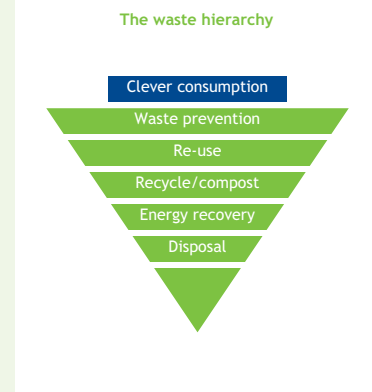 The waste hierarchy
Clever consumption
Waste prevention
Re-use
Recycle/compost
Energy recovery
Disposal